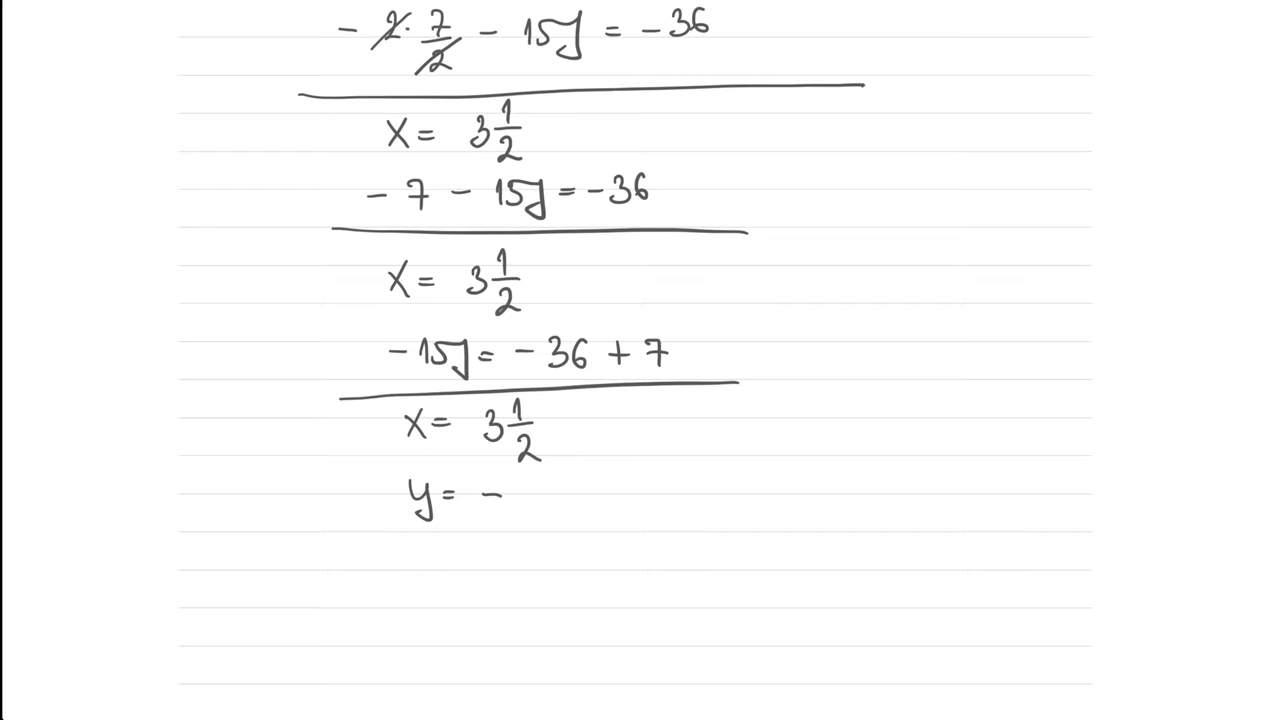 - 2 · 7/2 - 15y = -36
x = 3 1/2
- 7 - 15y = -36
x = 3 1/2
- 15y = - 36 + 7
x = 3 1/2
y = -